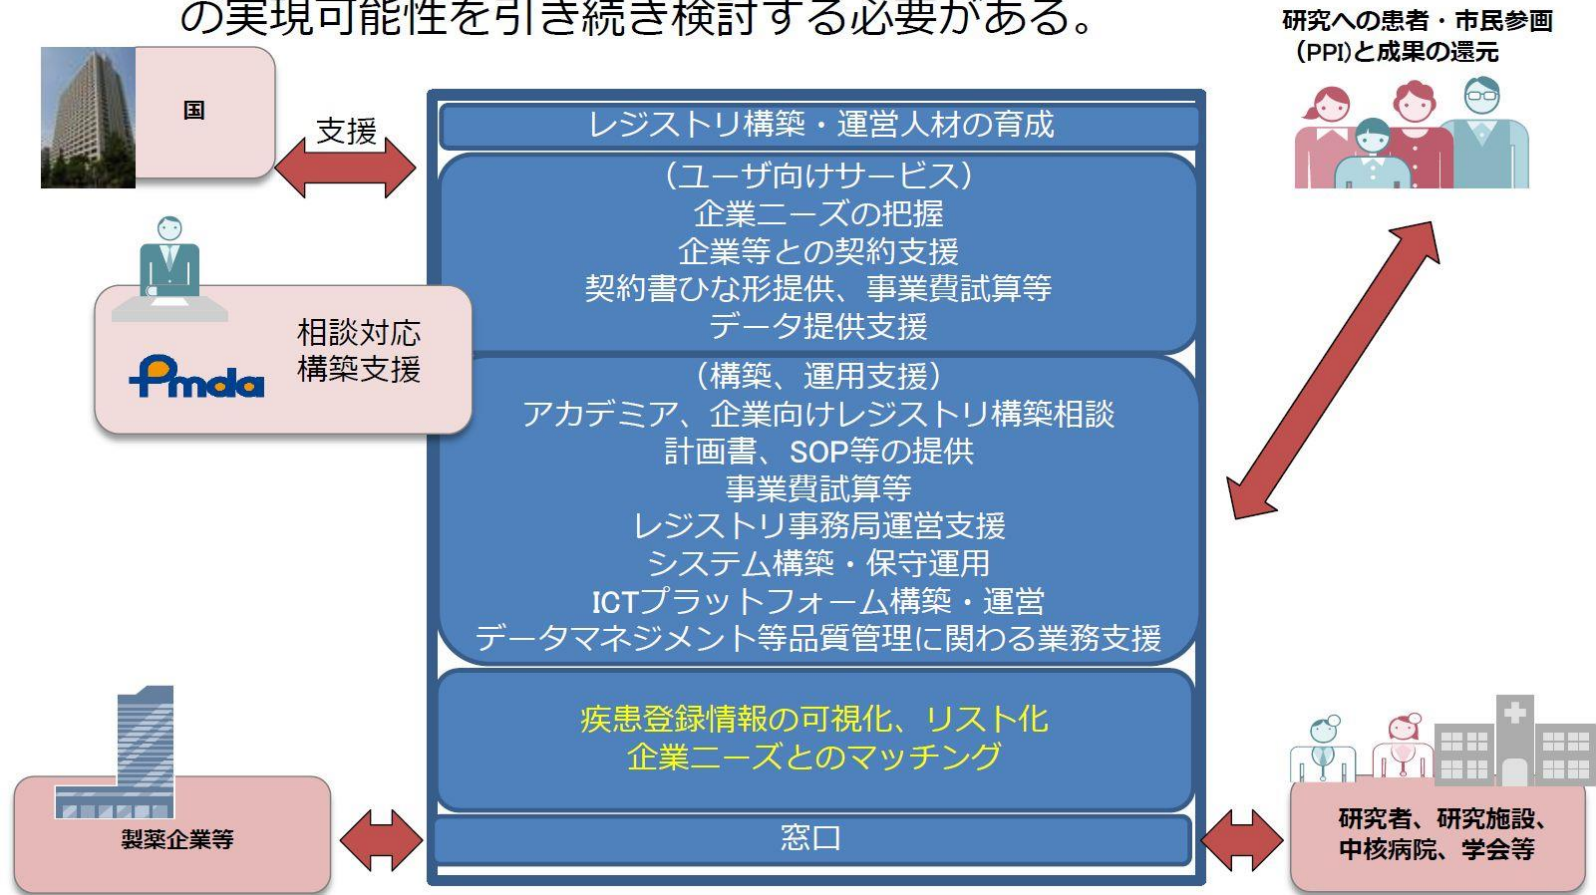 の実現可能性を引き続き検討する必要がある。
研究への患者・市民参画
(PPI)と成果の還元
国
支援
レジストリ構築・運営人材の育成
（ユーザ向けサービス）
企業ニーズの把握
企業等との契約支援
契約書ひな形提供、事業費試算等
データ提供支援
相談対応
構築支援
Pmda
（構築、運用支援）
アカデミア、企業向けレジストリ構築相談
計画書、SOP等の提供
事業費試算等
レジストリ事務局運営支援
システム構築・保守運用
ICTプラットフォーム構築・運営
データマネジメント等品質管理に関わる業務支援
疾患登録情報の可視化、リスト化
企業ニーズとのマッチング
製薬企業等
窓口
研究者、研究施設、
中核病院、学会等